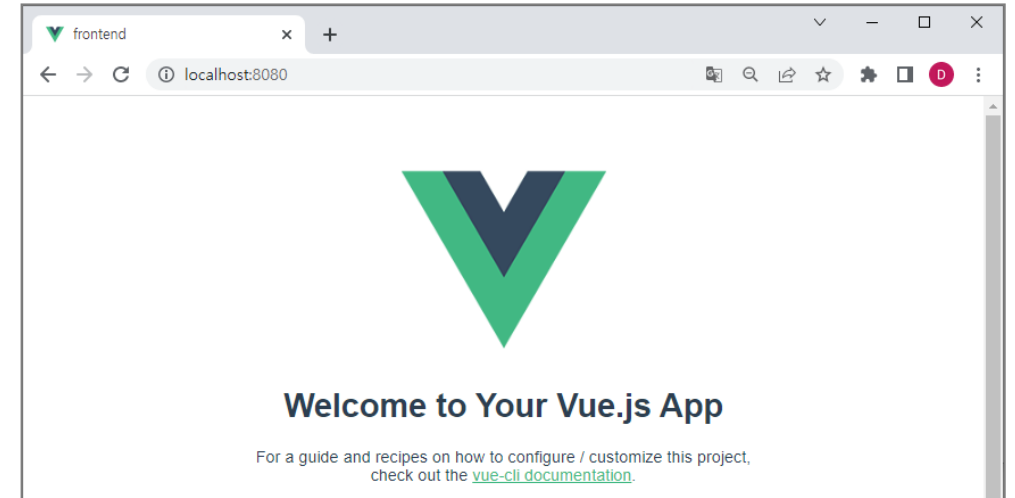 frontend
localhost:8080
D
Welcome to Your Vue.js App
For a guide and recipes on how to configure / customize this project,
check out the vue-cli documentation.